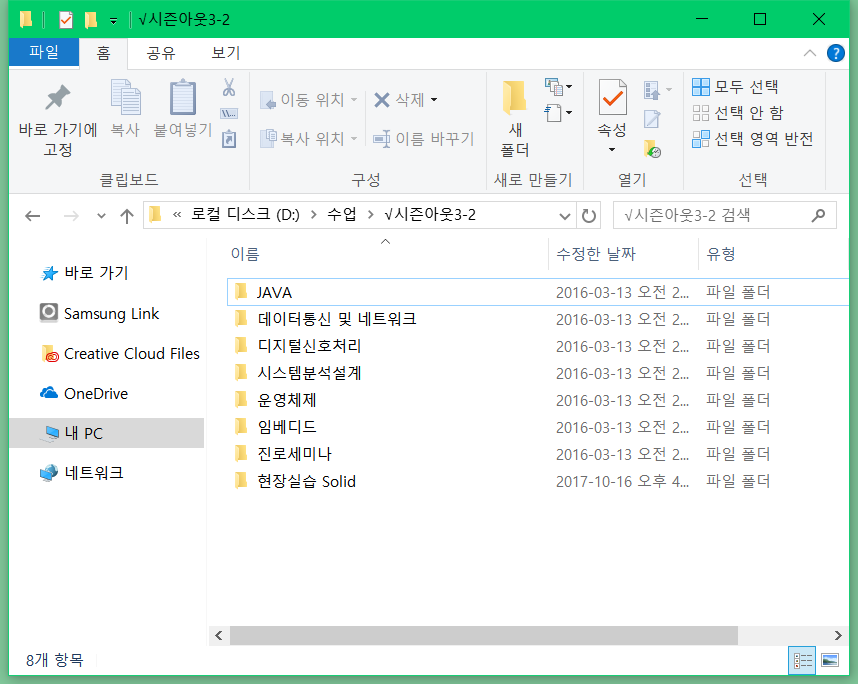 √시즌아웃3-2
파일 홈 공유 보기
바로 가기에
고정
복사
붙여넣기
이동 위치
복사 위치
삭제
이름 바꾸기
새
폴더
속성
모두 선택
선택 안 함
선택 영역 반전
클립보드 구성 새로 만들기 열기 선택
« 로컬 디스크 (D:) > 수업 > √시즌아웃3-2
√시즌아웃3-2 검색
이름 수정한 날짜 유형
바로 가기
Samsung Link
Creative Cloud Files
OneDrive
내 PC
네트워크
JAVA 2016-03-13 오전 2... 파일 폴더
데이터통신 및 네트워크 2016-03-13 오전 2... 파일 폴더
디지털신호처리 2016-03-13 오전 2... 파일 폴더
시스템분석설계 2016-03-13 오전 2... 파일 폴더
운영체제 2016-03-13 오전 2... 파일 폴더
임베디드 2016-03-13 오전 2... 파일 폴더
진로세미나 2016-03-13 오전 2... 파일 폴더
현장실습 Solid 2017-10-16 오후 4... 파일 폴더
8개 항목